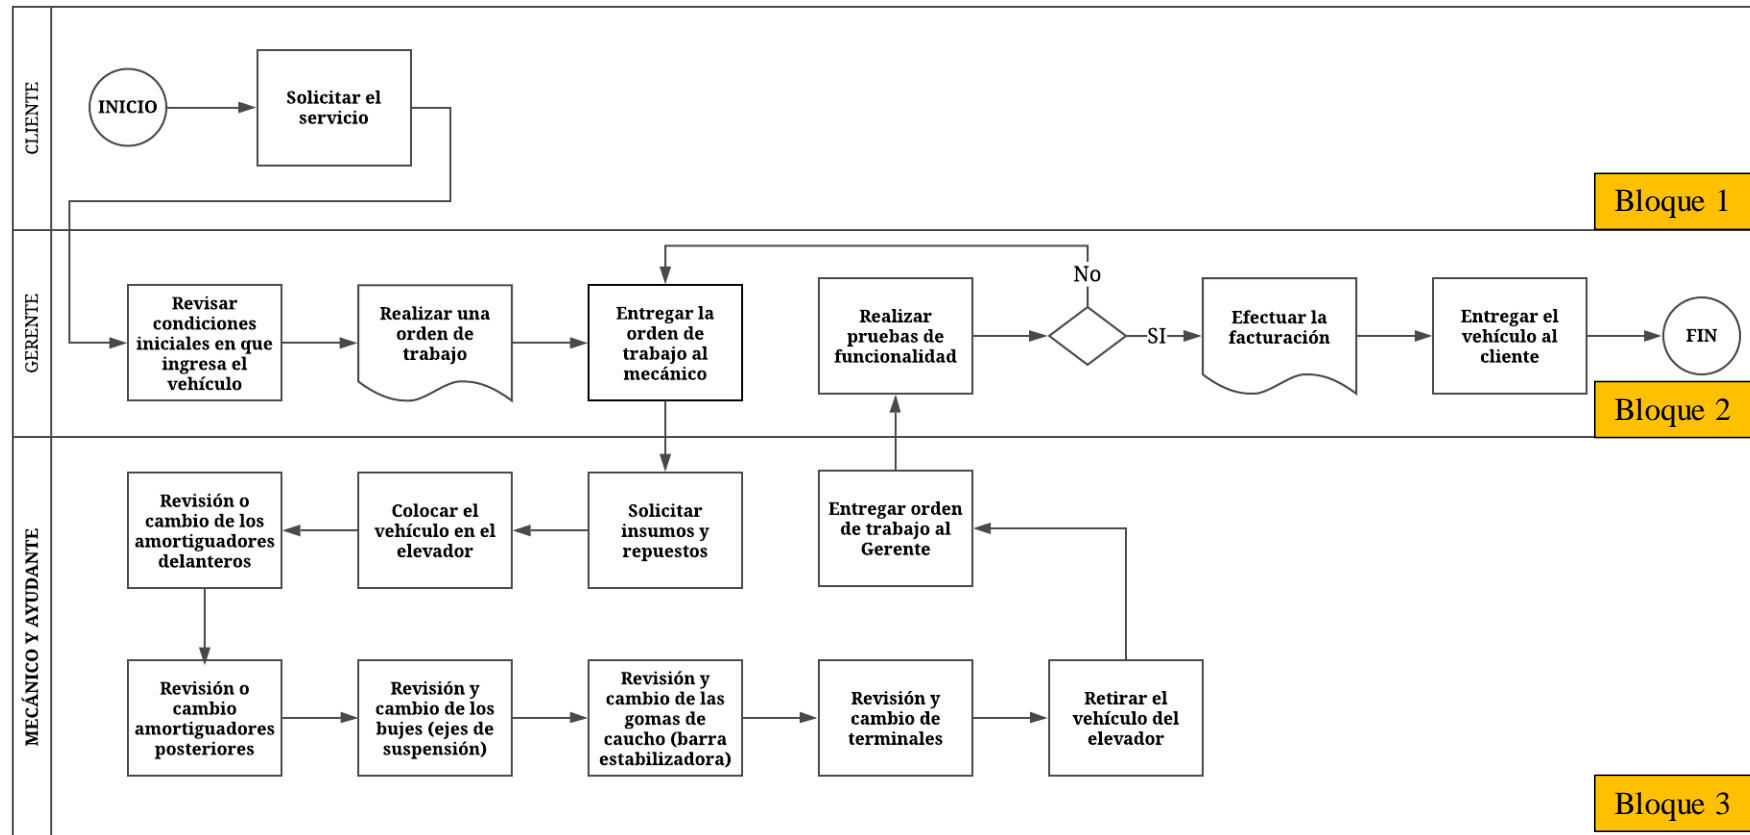 CLIENTE
INICIO
Solicitar el
servicio
Bloque 1
GERENTE
Revisar
condiciones
iniciales en que
ingresa el
vehículo
Realizar una
orden de
trabajo
Entregar la
orden de
trabajo al
mecánico
Realizar
pruebas de
funcionalidad
No
SI
Efectuar la
facturación
Entregar el
vehículo al
cliente
FIN
Bloque 2
MECÁNICO Y AYUDANTE
Revisión o
cambio de los
amortiguadores
delanteros
Colocar el
vehículo en el
elevador
Solicitar
insumos y
repuestos
Entregar orden
de trabajo al
Gerente
Revisión o
cambio
amortiguadores
posteriores
Revisión y
cambio de los
bujes (ejes de
suspensión)
Revisión y
cambio de las
gomas de
caucho (barra
estabilizadora)
Revisión y
cambio de
terminales
Retirar el
vehículo del
elevador
Bloque 3